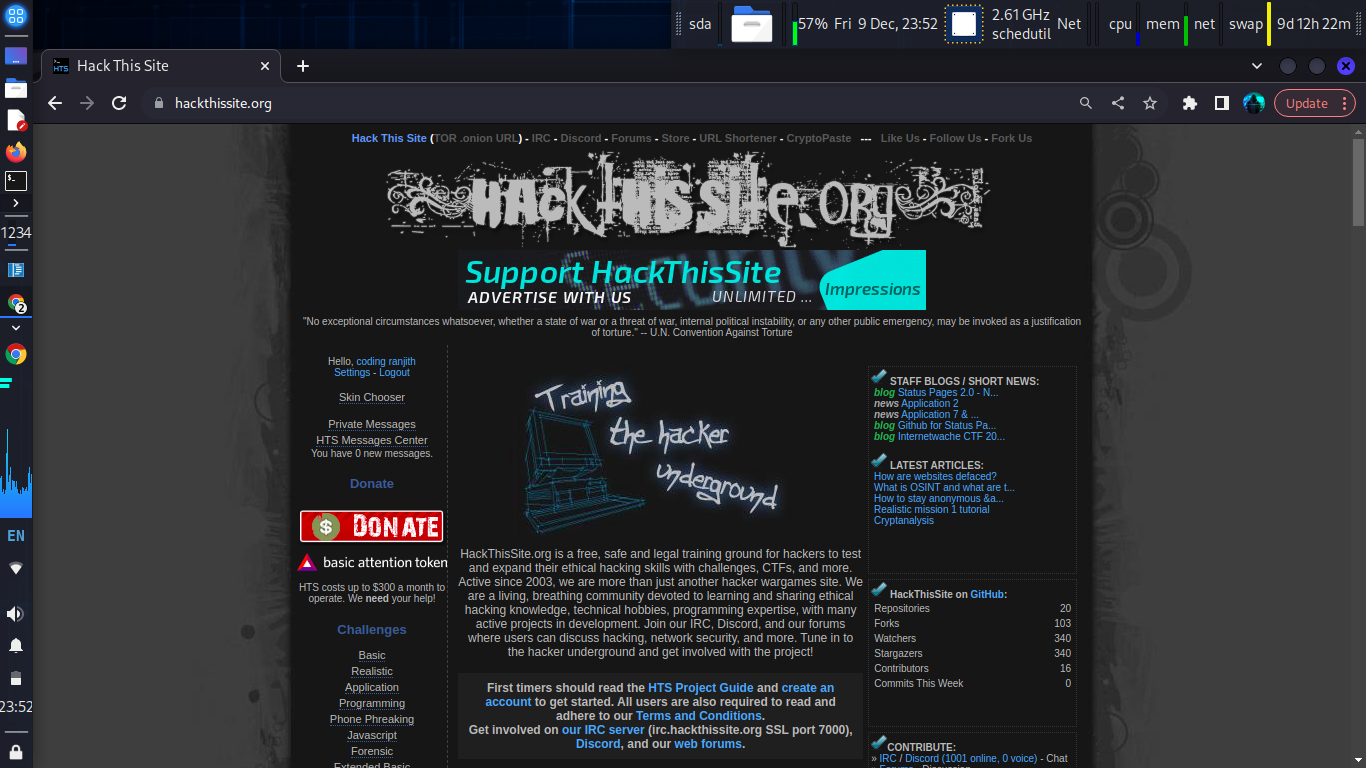 sda
57% Fri 9 Dec, 23:52
2.61 GHz
schedutil
Net
cpu mem net swap 9d 12h 22m
HTS Hack This Site
hackthissite.org
Update
1234
2
EN
23:52
Hack This Site (TOR .onion URL) - IRC - Discord - Forums - Store - URL Shortener - CryptoPaste --- Like Us - Follow Us - Fork Us
HACK THIS SITE.ORG
Support HackThisSite
ADVERTISE WITH US UNLIMITED ... Impressions
"No exceptional circumstances whatsoever, whether a state of war or a threat of war, internal political instability, or any other public emergency, may be invoked as a justification
of torture." -- U.N. Convention Against Torture
Hello, coding ranjith
Settings - Logout
Skin Chooser
Private Messages
HTS Messages Center
You have 0 new messages.
Donate
$ DONATE
basic attention token
HTS costs up to $300 a month to
operate. We need your help!
Challenges
Basic
Realistic
Application
Programming
Phone Phreaking
Javascript
Forensic
Extended Basic
Training
the hacker
underground
HackThisSite.org is a free, safe and legal training ground for hackers to test
and expand their ethical hacking skills with challenges, CTFs, and more.
Active since 2003, we are more than just another hacker wargames site. We
are a living, breathing community devoted to learning and sharing ethical
hacking knowledge, technical hobbies, programming expertise, with many
active projects in development. Join our IRC, Discord, and our forums
where users can discuss hacking, network security, and more. Tune in to
the hacker underground and get involved with the project!
First timers should read the HTS Project Guide and create an
account to get started. All users are also required to read and
adhere to our Terms and Conditions.
Get involved on our IRC server (irc.hackthissite.org SSL port 7000),
Discord, and our web forums.
STAFF BLOGS / SHORT NEWS:
blog Status Pages 2.0 - N...
news Application 2
news Application 7 & ...
blog Github for Status Pa...
blog Internetwache CTF 20...
LATEST ARTICLES:
How are websites defaced?
What is OSINT and what are t...
How to stay anonymous &a...
Realistic mission 1 tutorial
Cryptanalysis
HackThisSite on GitHub:
Repositories 20
Forks 103
Watchers 340
Stargazers 340
Contributors 16
Commits This Week 0
CONTRIBUTE:
» IRC / Discord (1001 online, 0 voice) - Chat
» Forums - Discussion